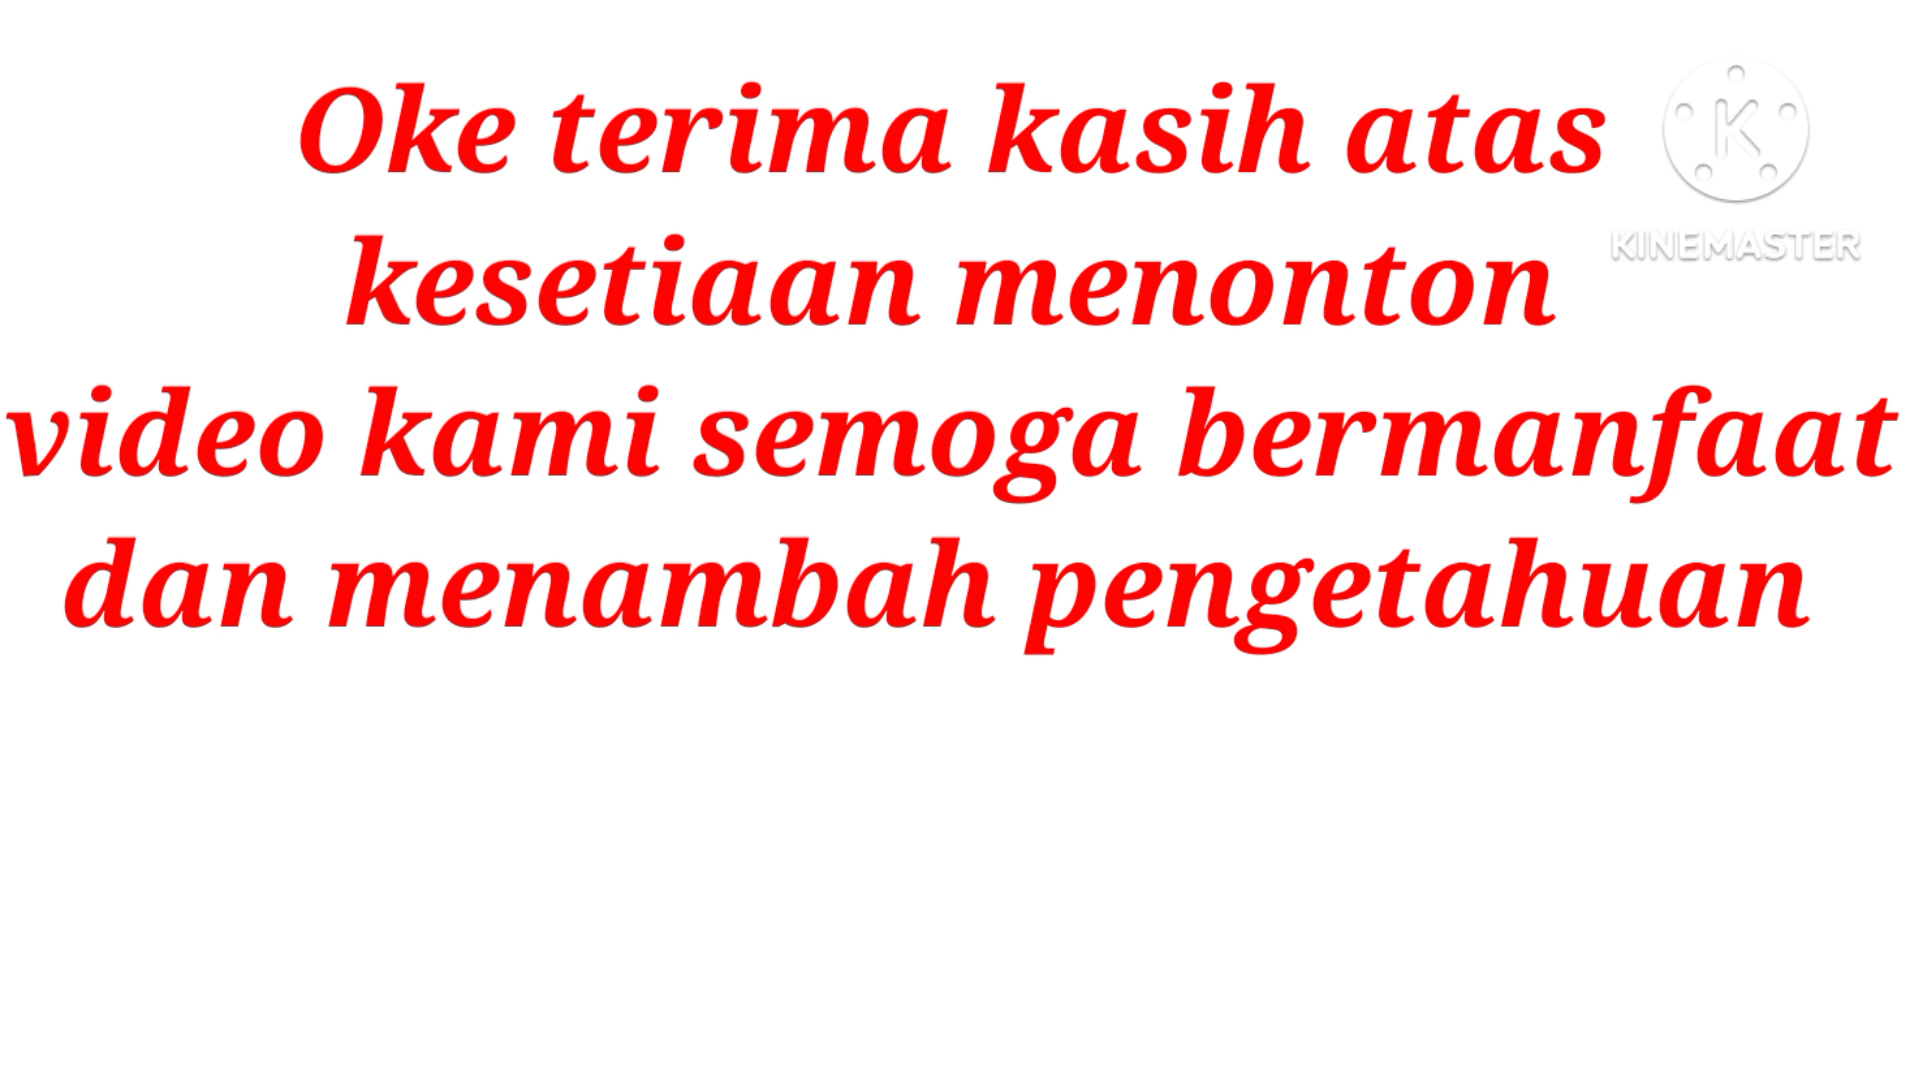 Oke terima kasih atas
kesetiaan menonton
video kami semoga bermanfaat
dan menambah pengetahuan
K
KINEMASTER